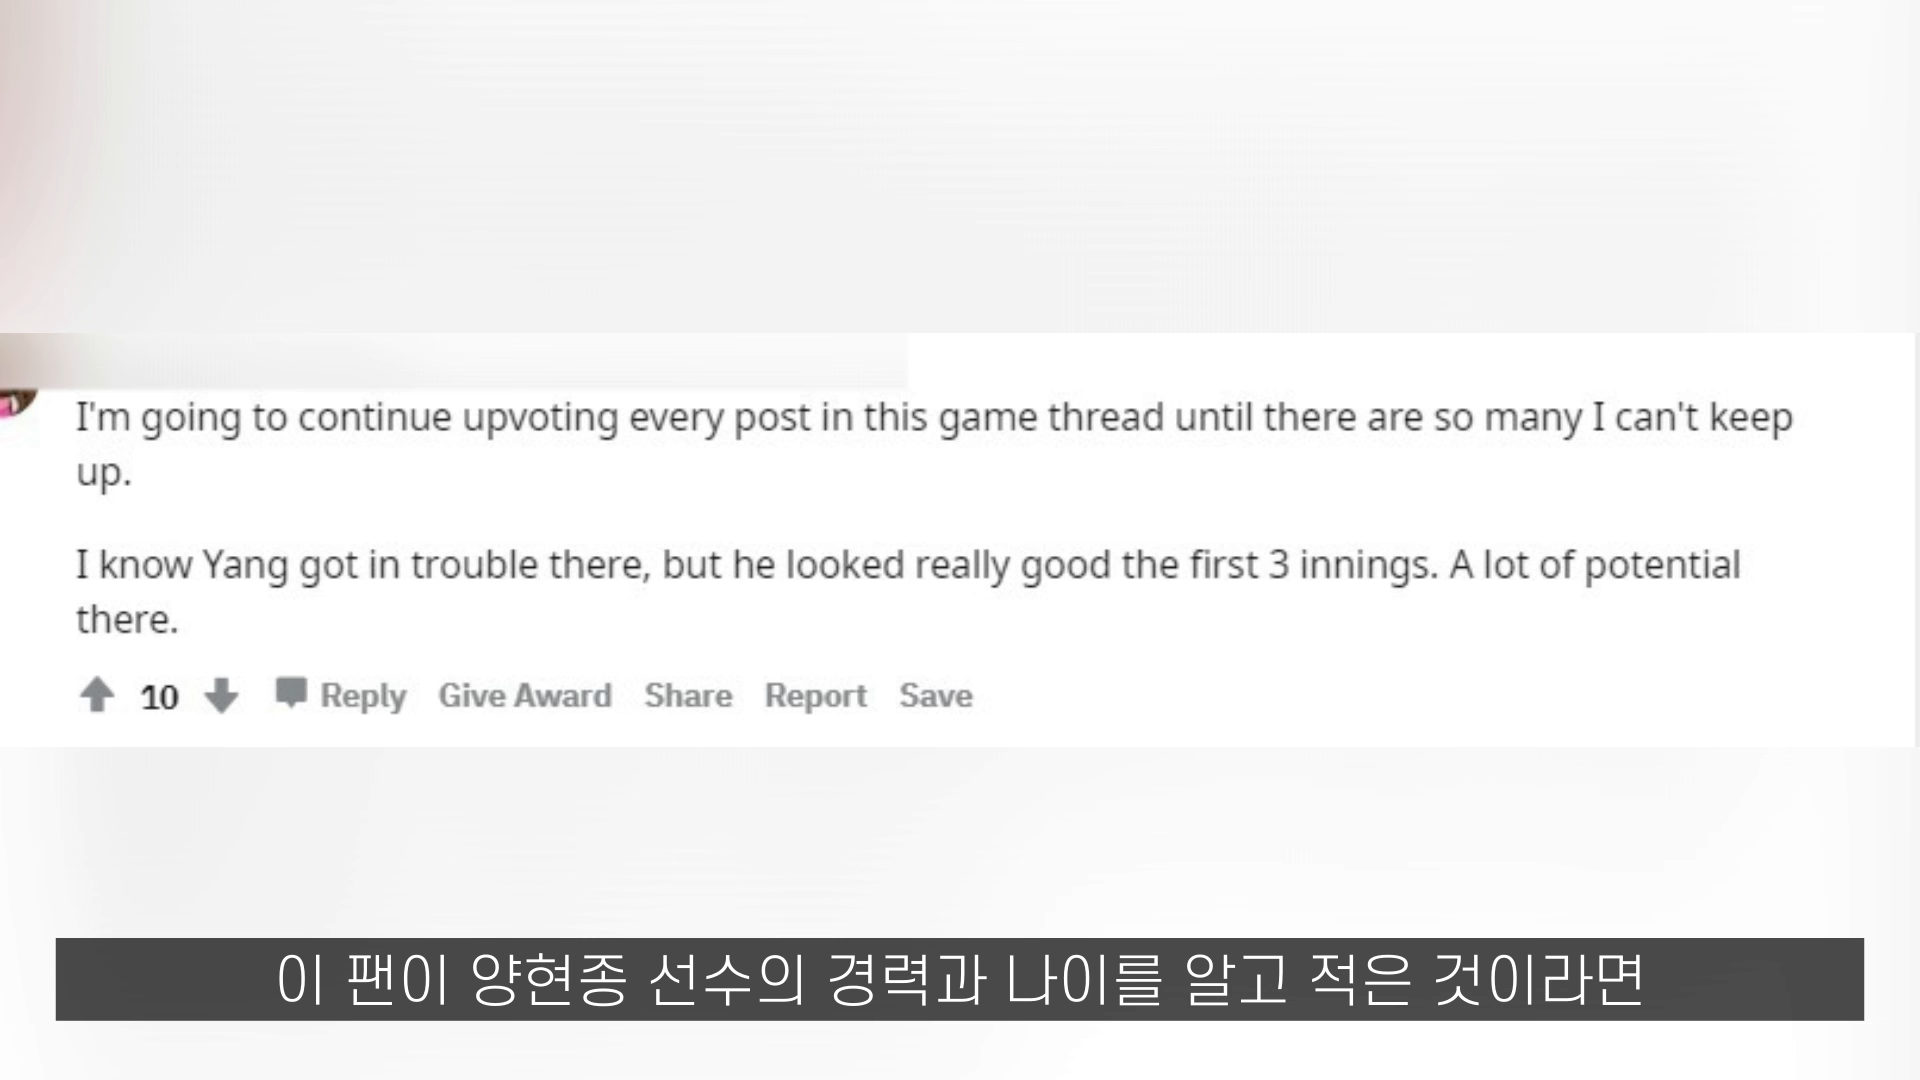 I'm going to continue upvoting every post in this game thread until there are so many I can't keep
up.
I know Yang got in trouble there, but he looked really good the first 3 innings. A lot of potential
there.
10 Reply Give Award Share Report Save
이 팬이 양현종 선수의 경력과 나이를 알고 적은 것이라면